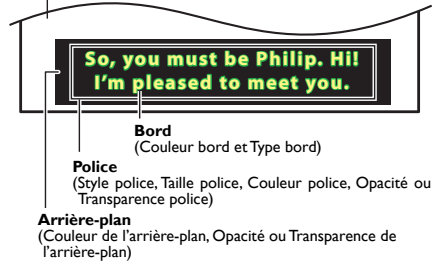 So, you must be Philip. Hi!
I'm pleased to meet you.
Bord
(Couleur bord et Type bord)
Police
(Style police, Taille police, Couleur police, Opacité ou
Transparence police)
Arrière-plan
(Couleur de l'arrière-plan, Opacité ou Transparence de
l'arrière-plan)